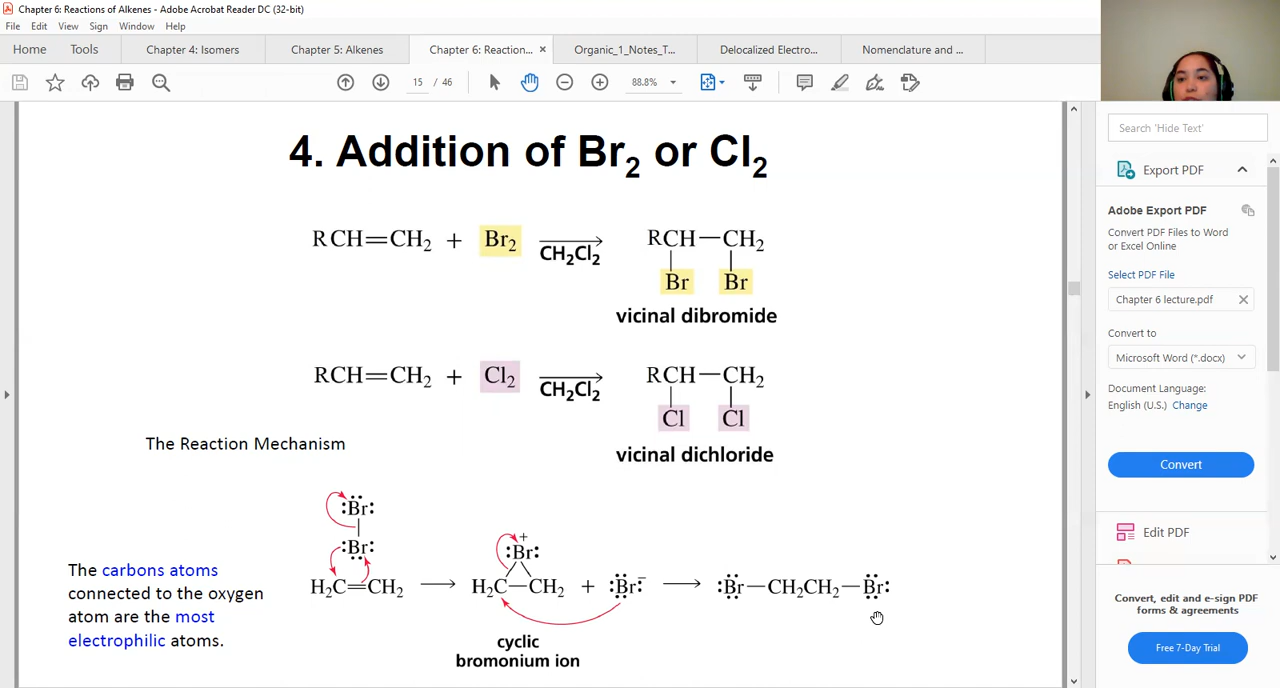 Chapter 6: Reactions of Alkenes - Adobe Acrobat Reader DC (32-bit)
File Edit View Sign Window Help
Home Tools Chapter 4: Isomers Chapter 5: Alkenes Chapter 6: Reaction... × Organic_1_Notes_T... Delocalized Electro... Nomenclature and ...
15 / 46 88.8%
Search 'Hide Text'
Export PDF
Adobe Export PDF
Convert PDF Files to Word
or Excel Online
Select PDF File
Chapter 6 lecture.pdf
Convert to
Microsoft Word (*.docx)
Document Language:
English (U.S.) Change
Convert
Edit PDF
Convert, edit and e-sign PDF
forms & agreements
Free 7-Day Trial
4. Addition of Br₂ or Cl₂
RCH=CH₂ + Br₂ CH₂Cl₂ → RCH—CH₂
Br Br
vicinal dibromide
RCH=CH₂ + Cl₂ CH₂Cl₂ → RCH—CH₂
Cl Cl
vicinal dichloride
The Reaction Mechanism
:Br:
:Br: :Br:+
H₂C=CH₂ → H₂C—CH₂ + :Br:⁻ → :Br—CH₂CH₂—Br:
cyclic
bromonium ion
The carbons atoms
connected to the oxygen
atom are the most
electrophilic atoms.